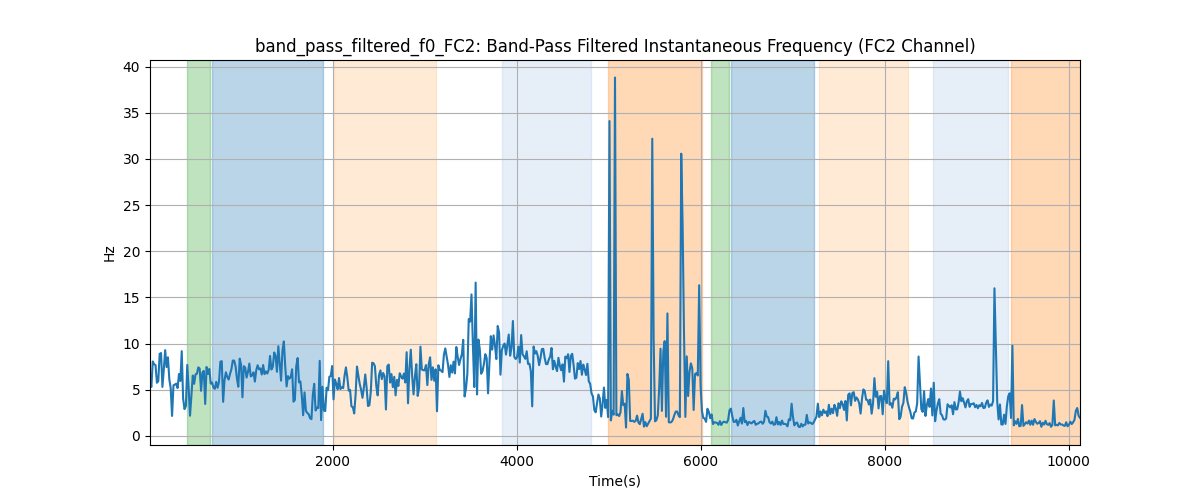 band_pass_filtered_f0_FC2: Band-Pass Filtered Instantaneous Frequency (FC2 Channel)
40
35
30
25
20
15
10
5
0
Hz
2000 4000 6000 8000 10000
Time(s)